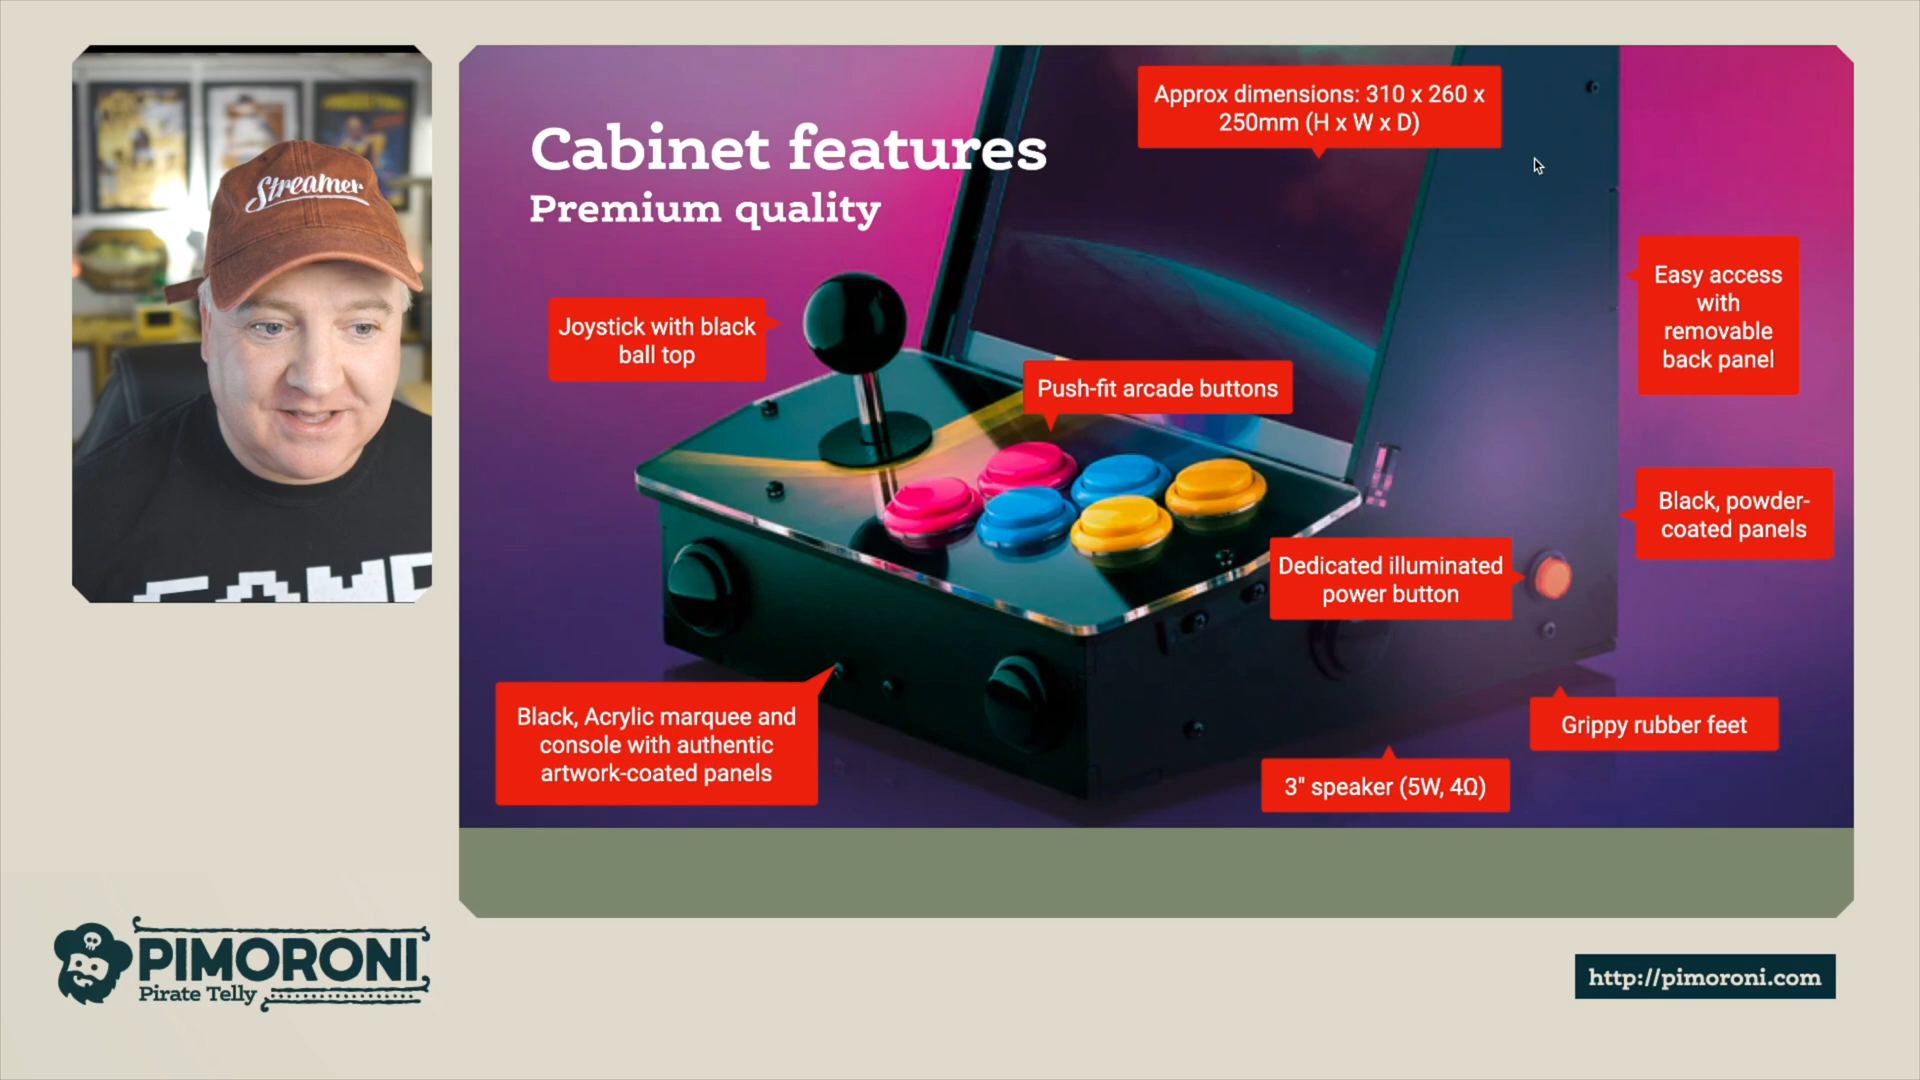 Streamer
Cabinet features
Premium quality
Approx dimensions: 310 x 260 x
250mm (H x W x D)
Easy access
with
removable
back panel
Joystick with black
ball top
Push-fit arcade buttons
Black, powder-
coated panels
Dedicated illuminated
power button
Black, Acrylic marquee and
console with authentic
artwork-coated panels
Grippy rubber feet
3" speaker (5W, 4Ω)
PIMORONI
Pirate Telly
http://pimoroni.com